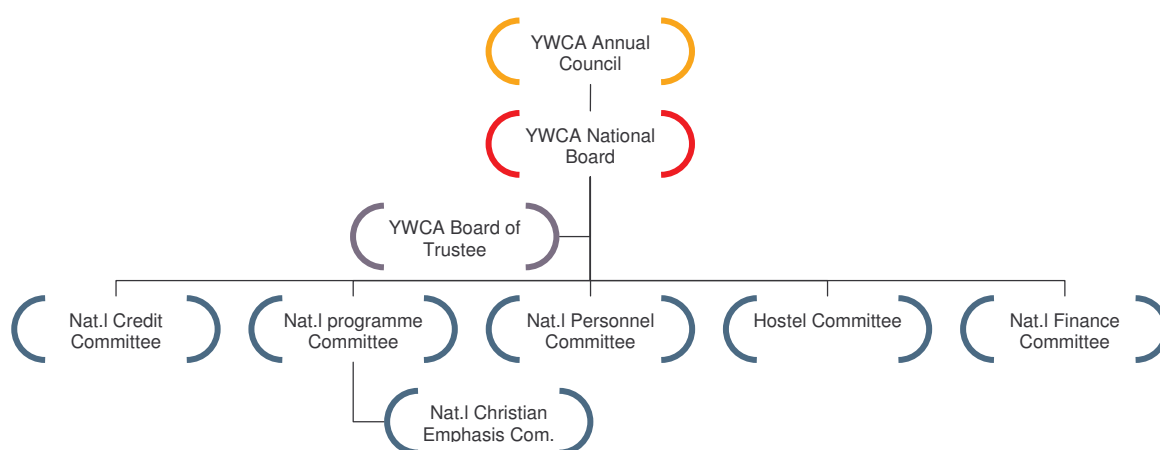 YWCA Annual
Council
YWCA National
Board
YWCA Board of
Trustee
Nat.l Credit
Committee
Nat.l programme
Committee
Nat.l Personnel
Committee
Hostel Committee
Nat.l Finance
Committee
Nat.l Christian
Emphasis Com.